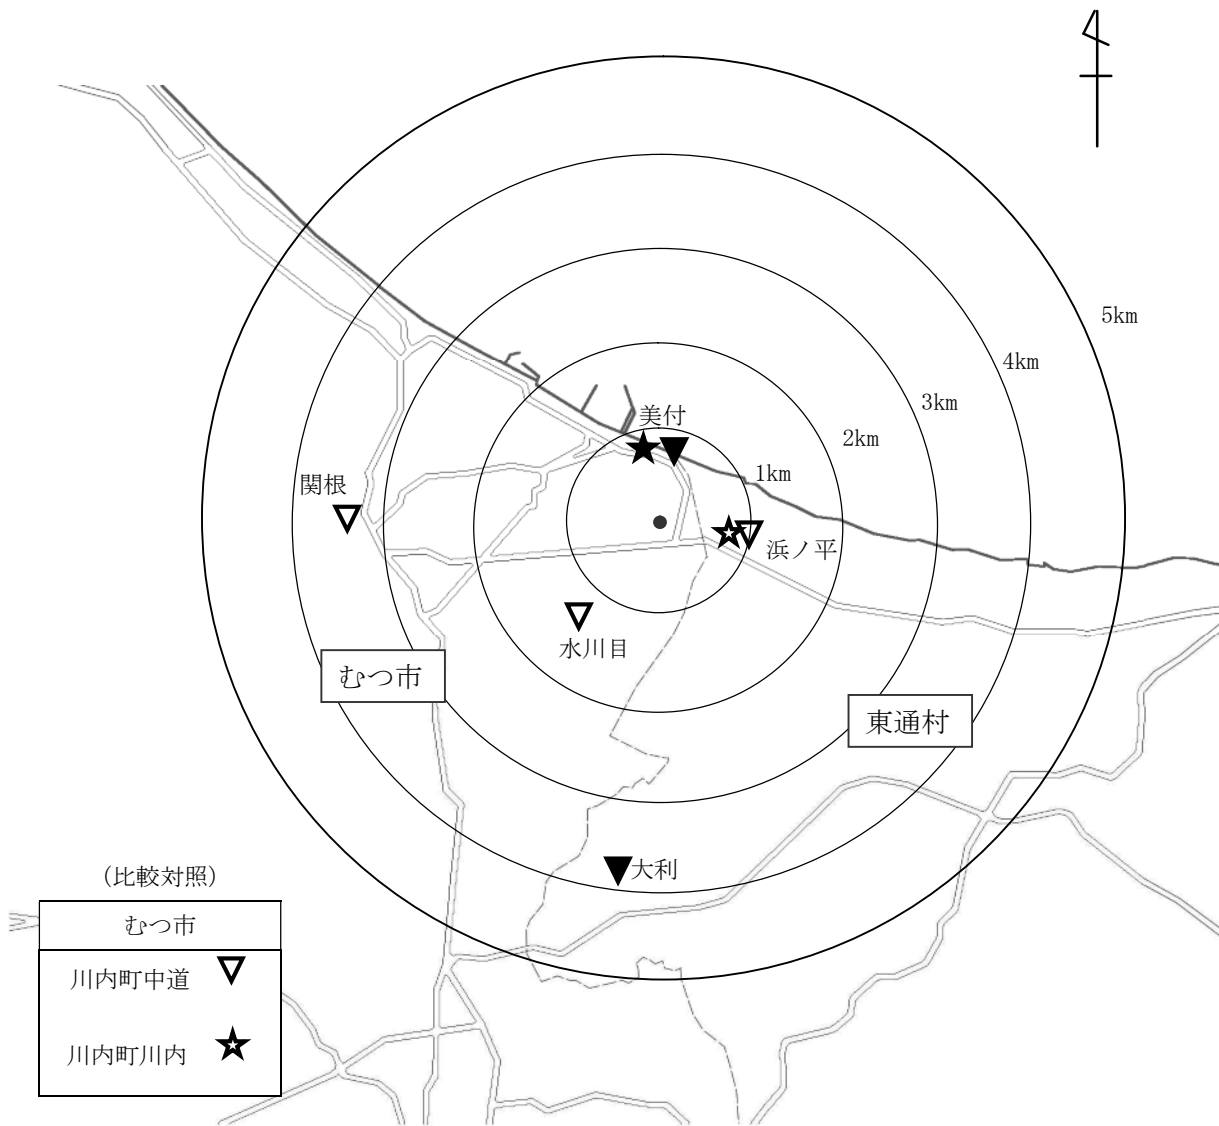 5km
4km
3km
2km
美付
1km
関根
浜ノ平
水川目
むつ市
東通村
大利
(比較対照)
むつ市
川内町中道
川内町川内